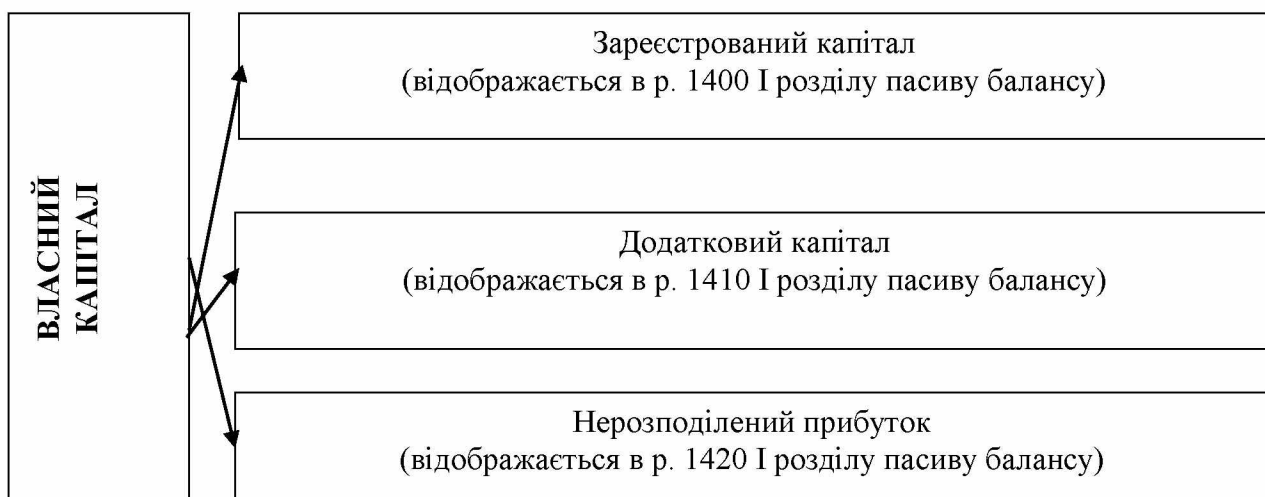 ВЛАСНИЙ
КАПІТАЛ
Зареєстрований капітал
(відображається в р. 1400 І розділу пасиву балансу)
Додатковий капітал
(відображається в р. 1410 І розділу пасиву балансу)
Нерозподілений прибуток
(відображається в р. 1420 І розділу пасиву балансу)